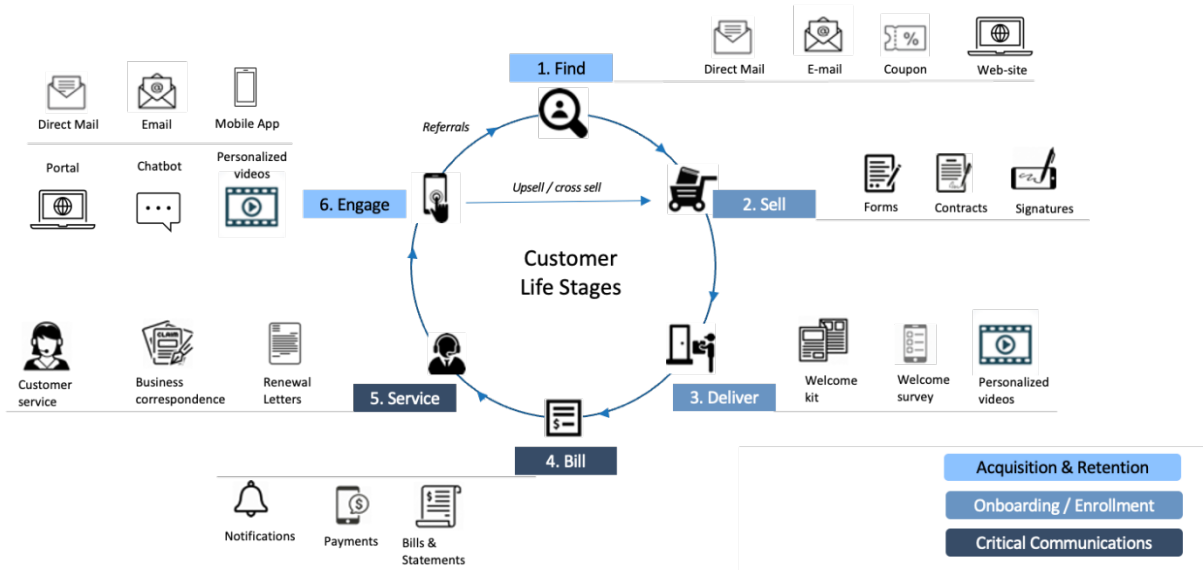 1. Find
Direct Mail
E-mail
Coupon
Web-site
%
Direct Mail
Email
Mobile App
Referrals
Portal
Chatbot
Personalized
videos
6. Engage
Upsell / cross sell
2. Sell
Forms
Contracts
Signatures
Customer
Life Stages
Customer
service
CLAIMS
Business
correspondence
Renewal
Letters
5. Service
3. Deliver
Welcome
kit
Welcome
survey
Personalized
videos
4. Bill
Notifications
Payments
Bills &
Statements
Acquisition & Retention
Onboarding / Enrollment
Critical Communications